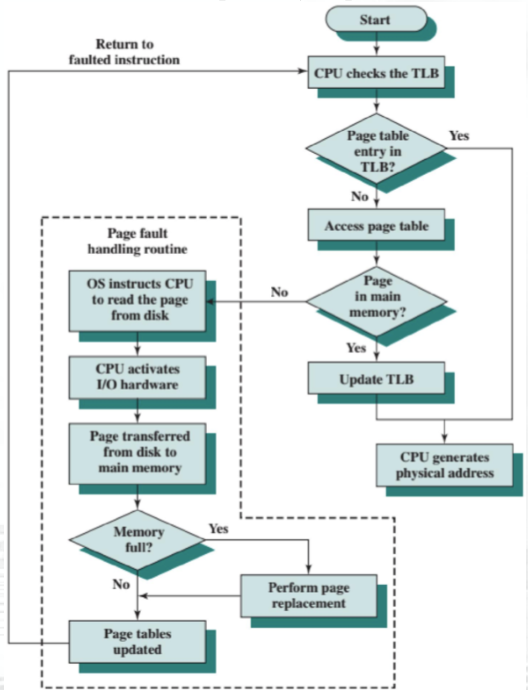 Start
Return to
faulted instruction
CPU checks the TLB
Page table
entry in
TLB?
Yes
No
Access page table
Page fault
handling routine
OS instructs CPU
to read the page
from disk
No
Page
in main
memory?
Yes
CPU activates
I/O hardware
Update TLB
Page transferred
from disk to
main memory
CPU generates
physical address
Memory
full?
Yes
No
Perform page
replacement
Page tables
updated